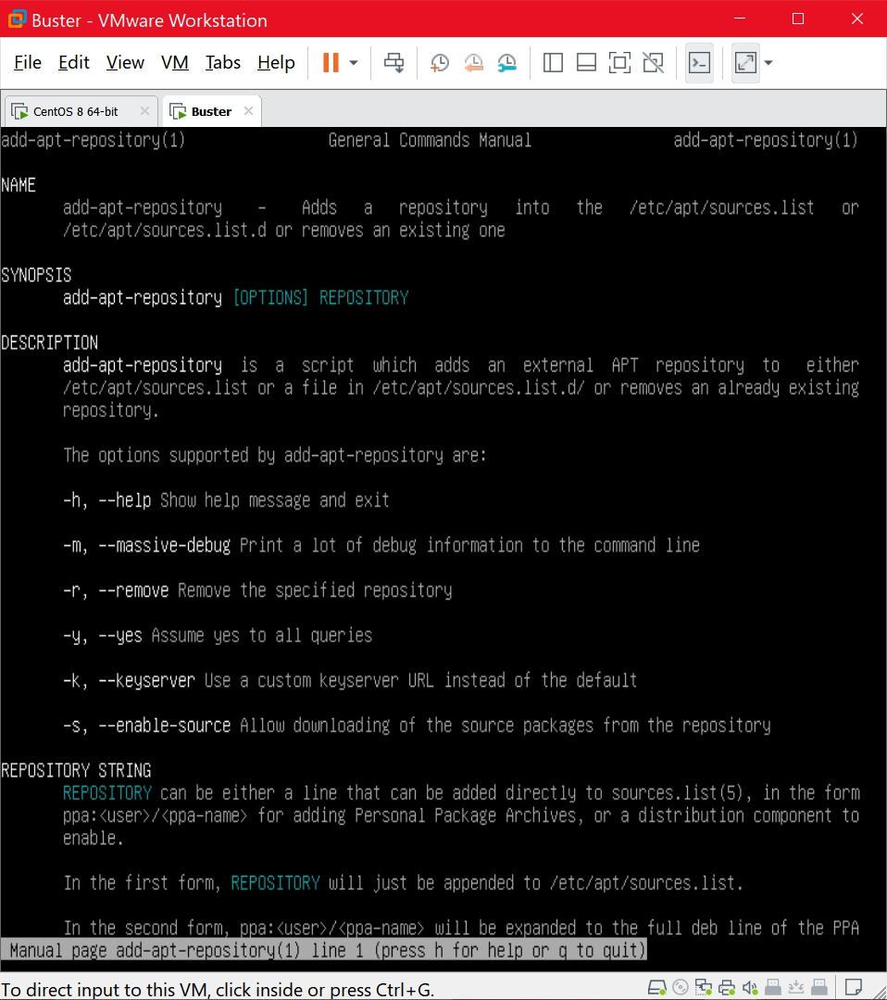 Buster - VMware Workstation
File Edit View VM Tabs Help
CentOS 8 64-bit Buster
add-apt-repository(1) General Commands Manual add-apt-repository(1)
NAME
add-apt-repository - Adds a repository into the /etc/apt/sources.list or
/etc/apt/sources.list.d or removes an existing one
SYNOPSIS
add-apt-repository [OPTIONS] REPOSITORY
DESCRIPTION
add-apt-repository is a script which adds an external APT repository to either
/etc/apt/sources.list or a file in /etc/apt/sources.list.d/ or removes an already existing
repository.
The options supported by add-apt-repository are:
-h, --help Show help message and exit
-m, --massive-debug Print a lot of debug information to the command line
-r, --remove Remove the specified repository
-y, --yes Assume yes to all queries
-k, --keyserver Use a custom keyserver URL instead of the default
-s, --enable-source Allow downloading of the source packages from the repository
REPOSITORY STRING
REPOSITORY can be either a line that can be added directly to sources.list(5), in the form
ppa:<user>/<ppa-name> for adding Personal Package Archives, or a distribution component to
enable.
In the first form, REPOSITORY will just be appended to /etc/apt/sources.list.
In the second form, ppa:<user>/<ppa-name> will be expanded to the full deb line of the PPA
Manual page add-apt-repository(1) line 1 (press h for help or q to quit)
To direct input to this VM, click inside or press Ctrl+G.